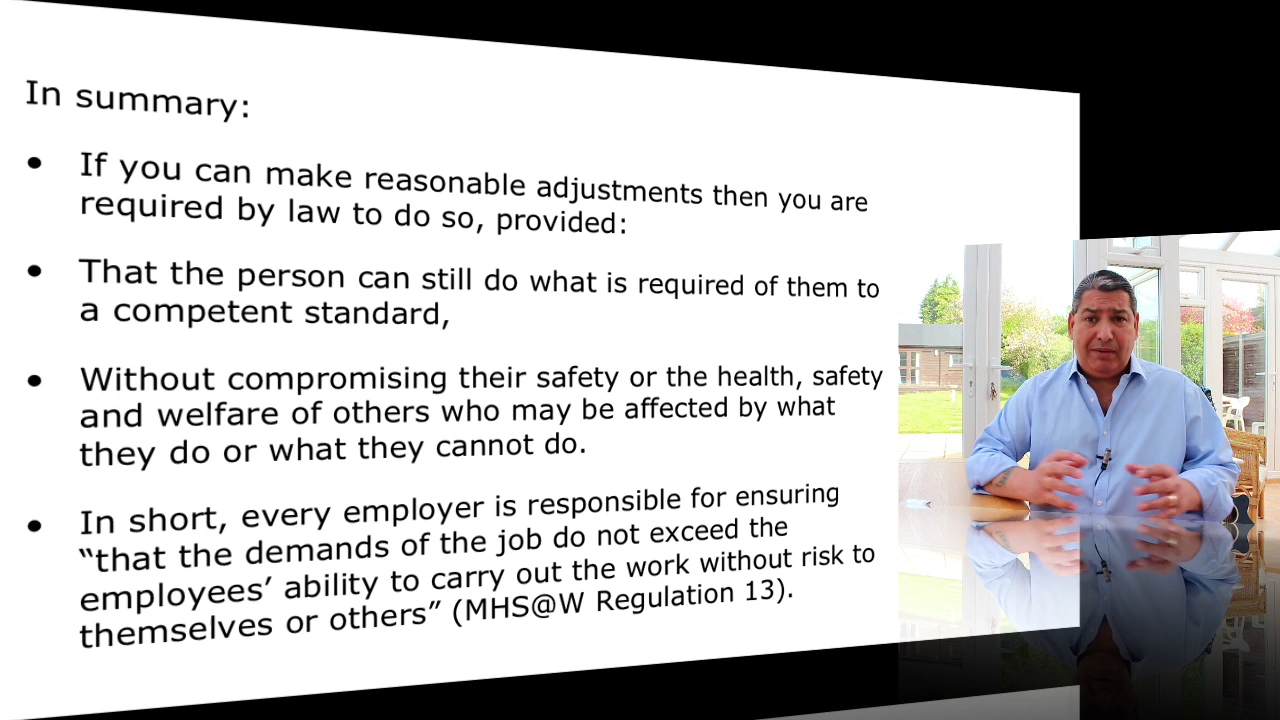 In summary:
• If you can make reasonable adjustments then you are
required by law to do so, provided:
• That the person can still do what is required of them to
a competent standard,
• Without compromising their safety or the health, safety
and welfare of others who may be affected by what
they do or what they cannot do.
• In short, every employer is responsible for ensuring
“that the demands of the job do not exceed the
employees’ ability to carry out the work without risk to
themselves or others” (MHS@W Regulation 13).